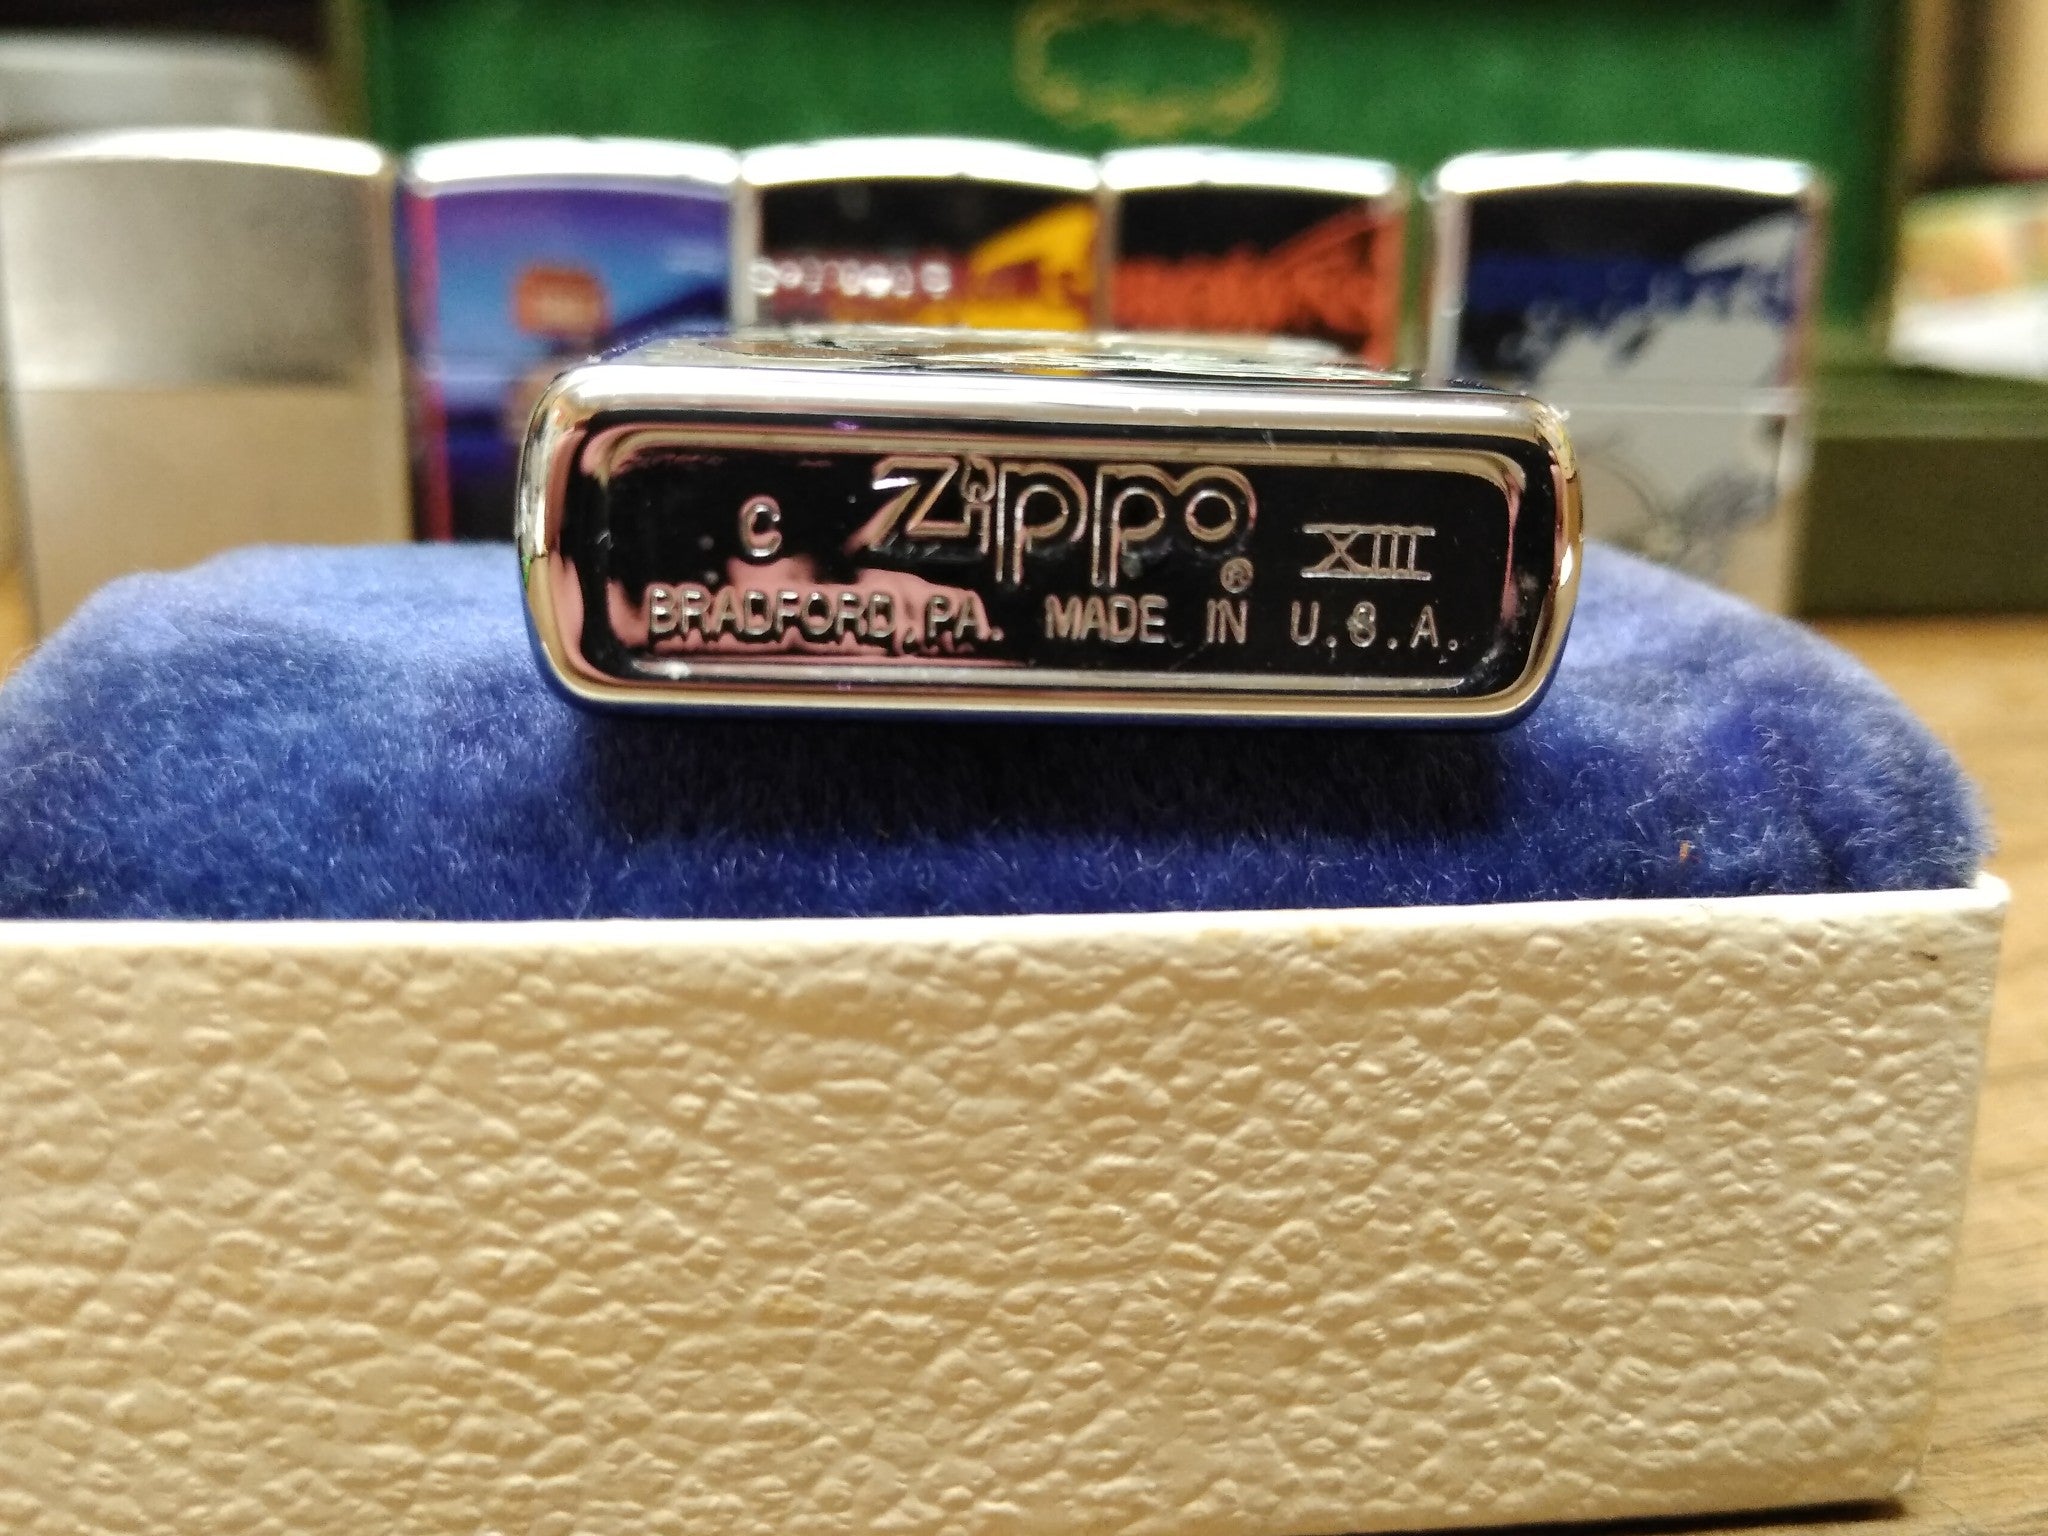 C Zippo ® XIII
BRADFORD, PA. MADE IN U.S.A.